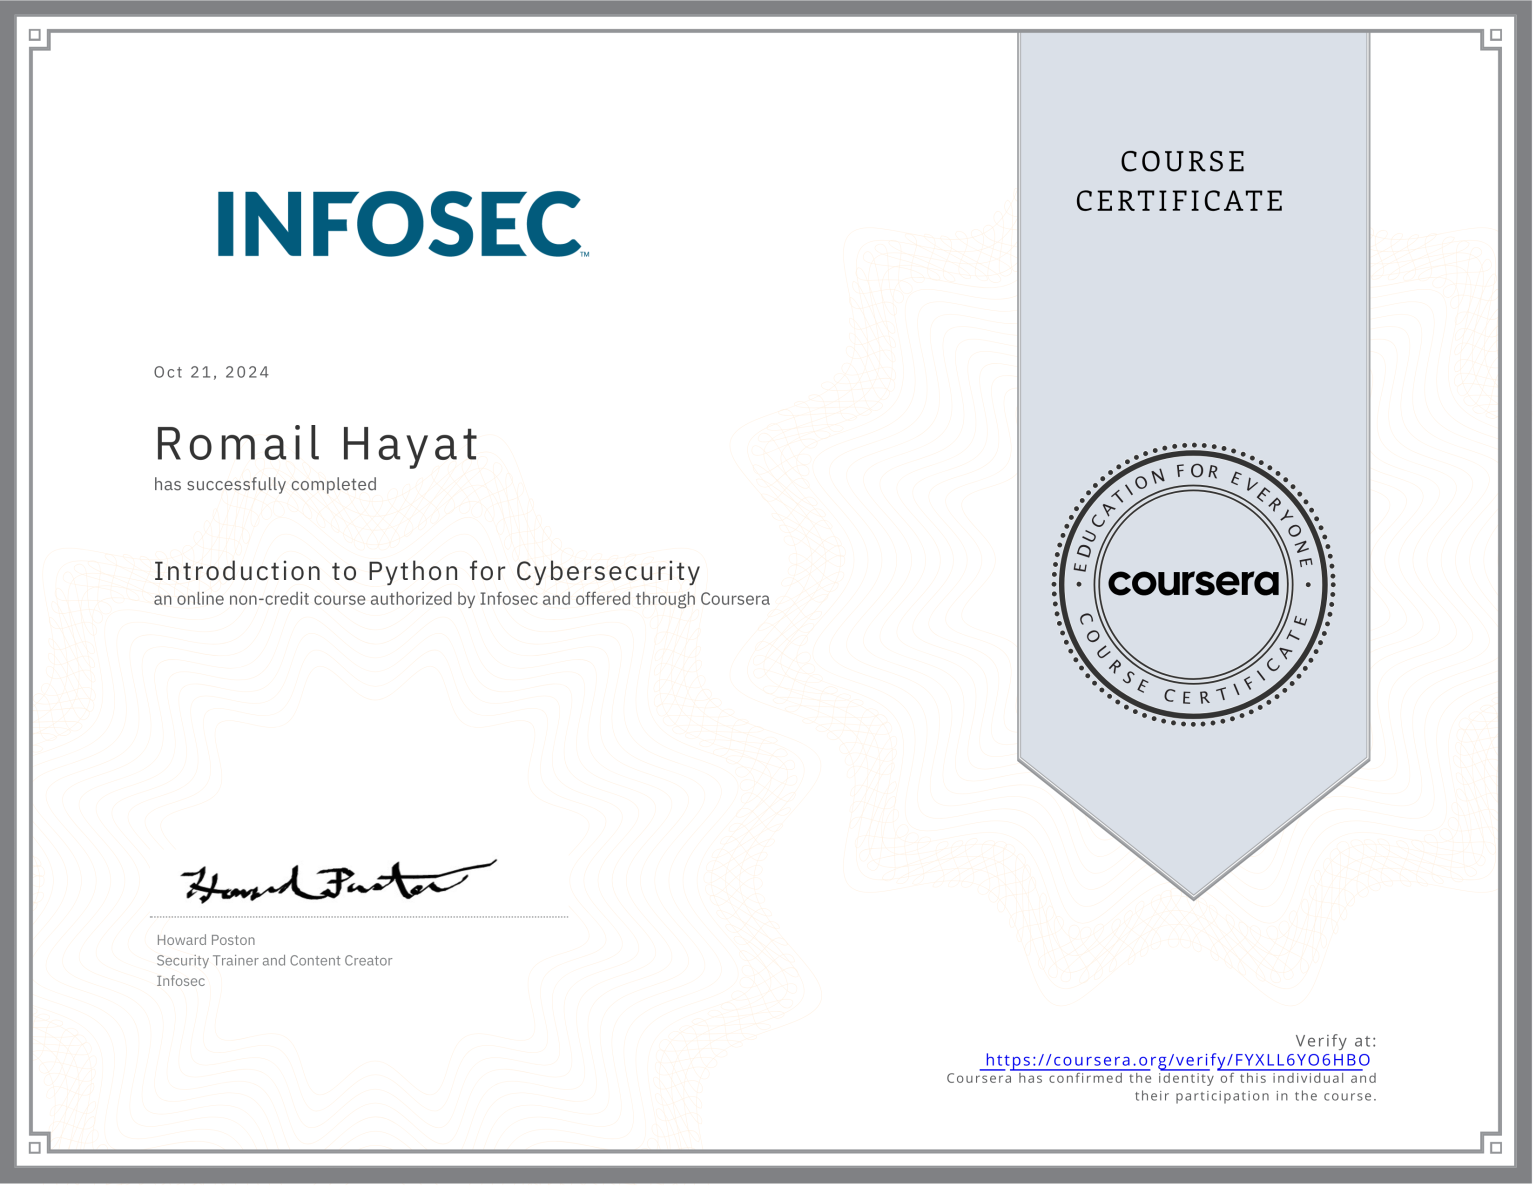 INFOSEC™
COURSE
CERTIFICATE
Oct 21, 2024
Romail Hayat
has successfully completed
Introduction to Python for Cybersecurity
an online non-credit course authorized by Infosec and offered through Coursera
• EDUCATION FOR EVERYONE •
coursera
COURSE CERTIFICATE
Howard Poston
Howard Poston
Security Trainer and Content Creator
Infosec
Verify at:
https://coursera.org/verify/FYXLL6YO6HBO
Coursera has confirmed the identity of this individual and
their participation in the course.